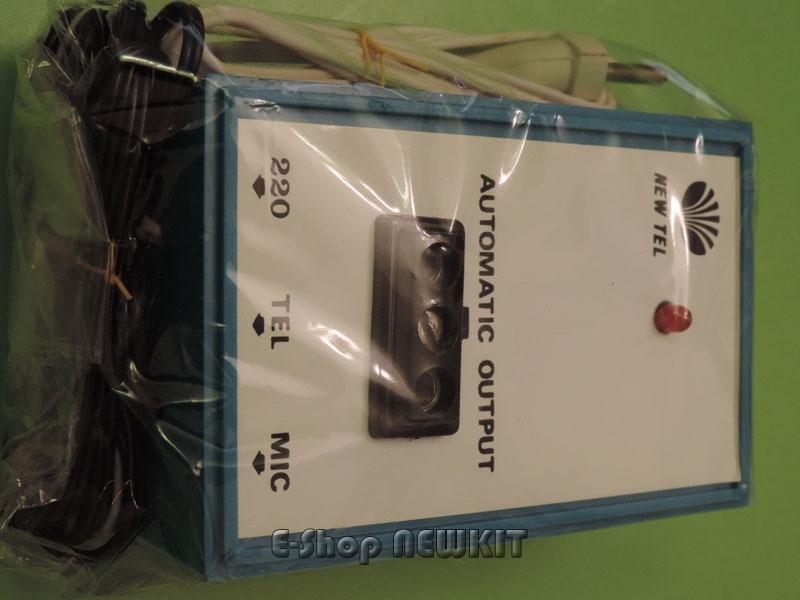 NEW TEL
AUTOMATIC OUTPUT
220 TEL MIC
E-Shop NEWKIT